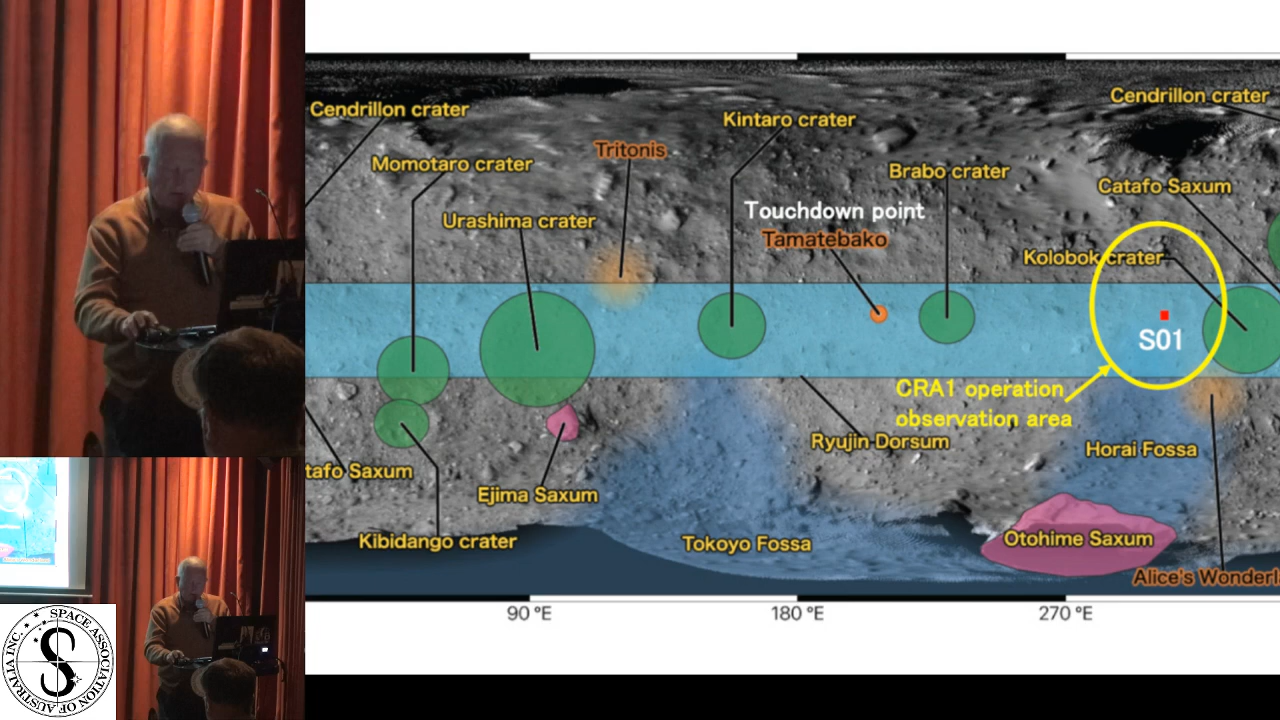 Cendrillon crater
Cendrillon crater
Kintaro crater
Tritonis
Momotaro crater
Brabo crater
Catafo Saxum
Urashima crater
Touchdown point
Tamatebako
Kolobok crater
S01
CRA1 operation
observation area
Ryujin Dorsum
Horai Fossa
tafo Saxum
Ejima Saxum
Kibidango crater
Tokoyo Fossa
Otohime Saxum
Alice's Wonderl
90 °E
180 °E
270 °E
SPACE ASSOCIATION OF AUSTRALIA INC.
S